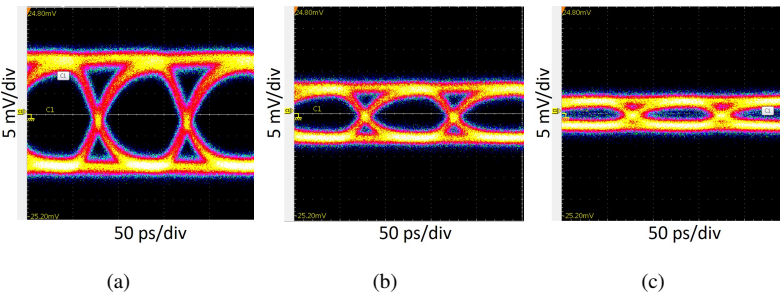 24.80mV
C1
C1
-25.20mV
5 mV/div
50 ps/div
(a)
24.80mV
C1
-25.20mV
5 mV/div
50 ps/div
(b)
24.80mV
C1
-25.20mV
5 mV/div
50 ps/div
(c)